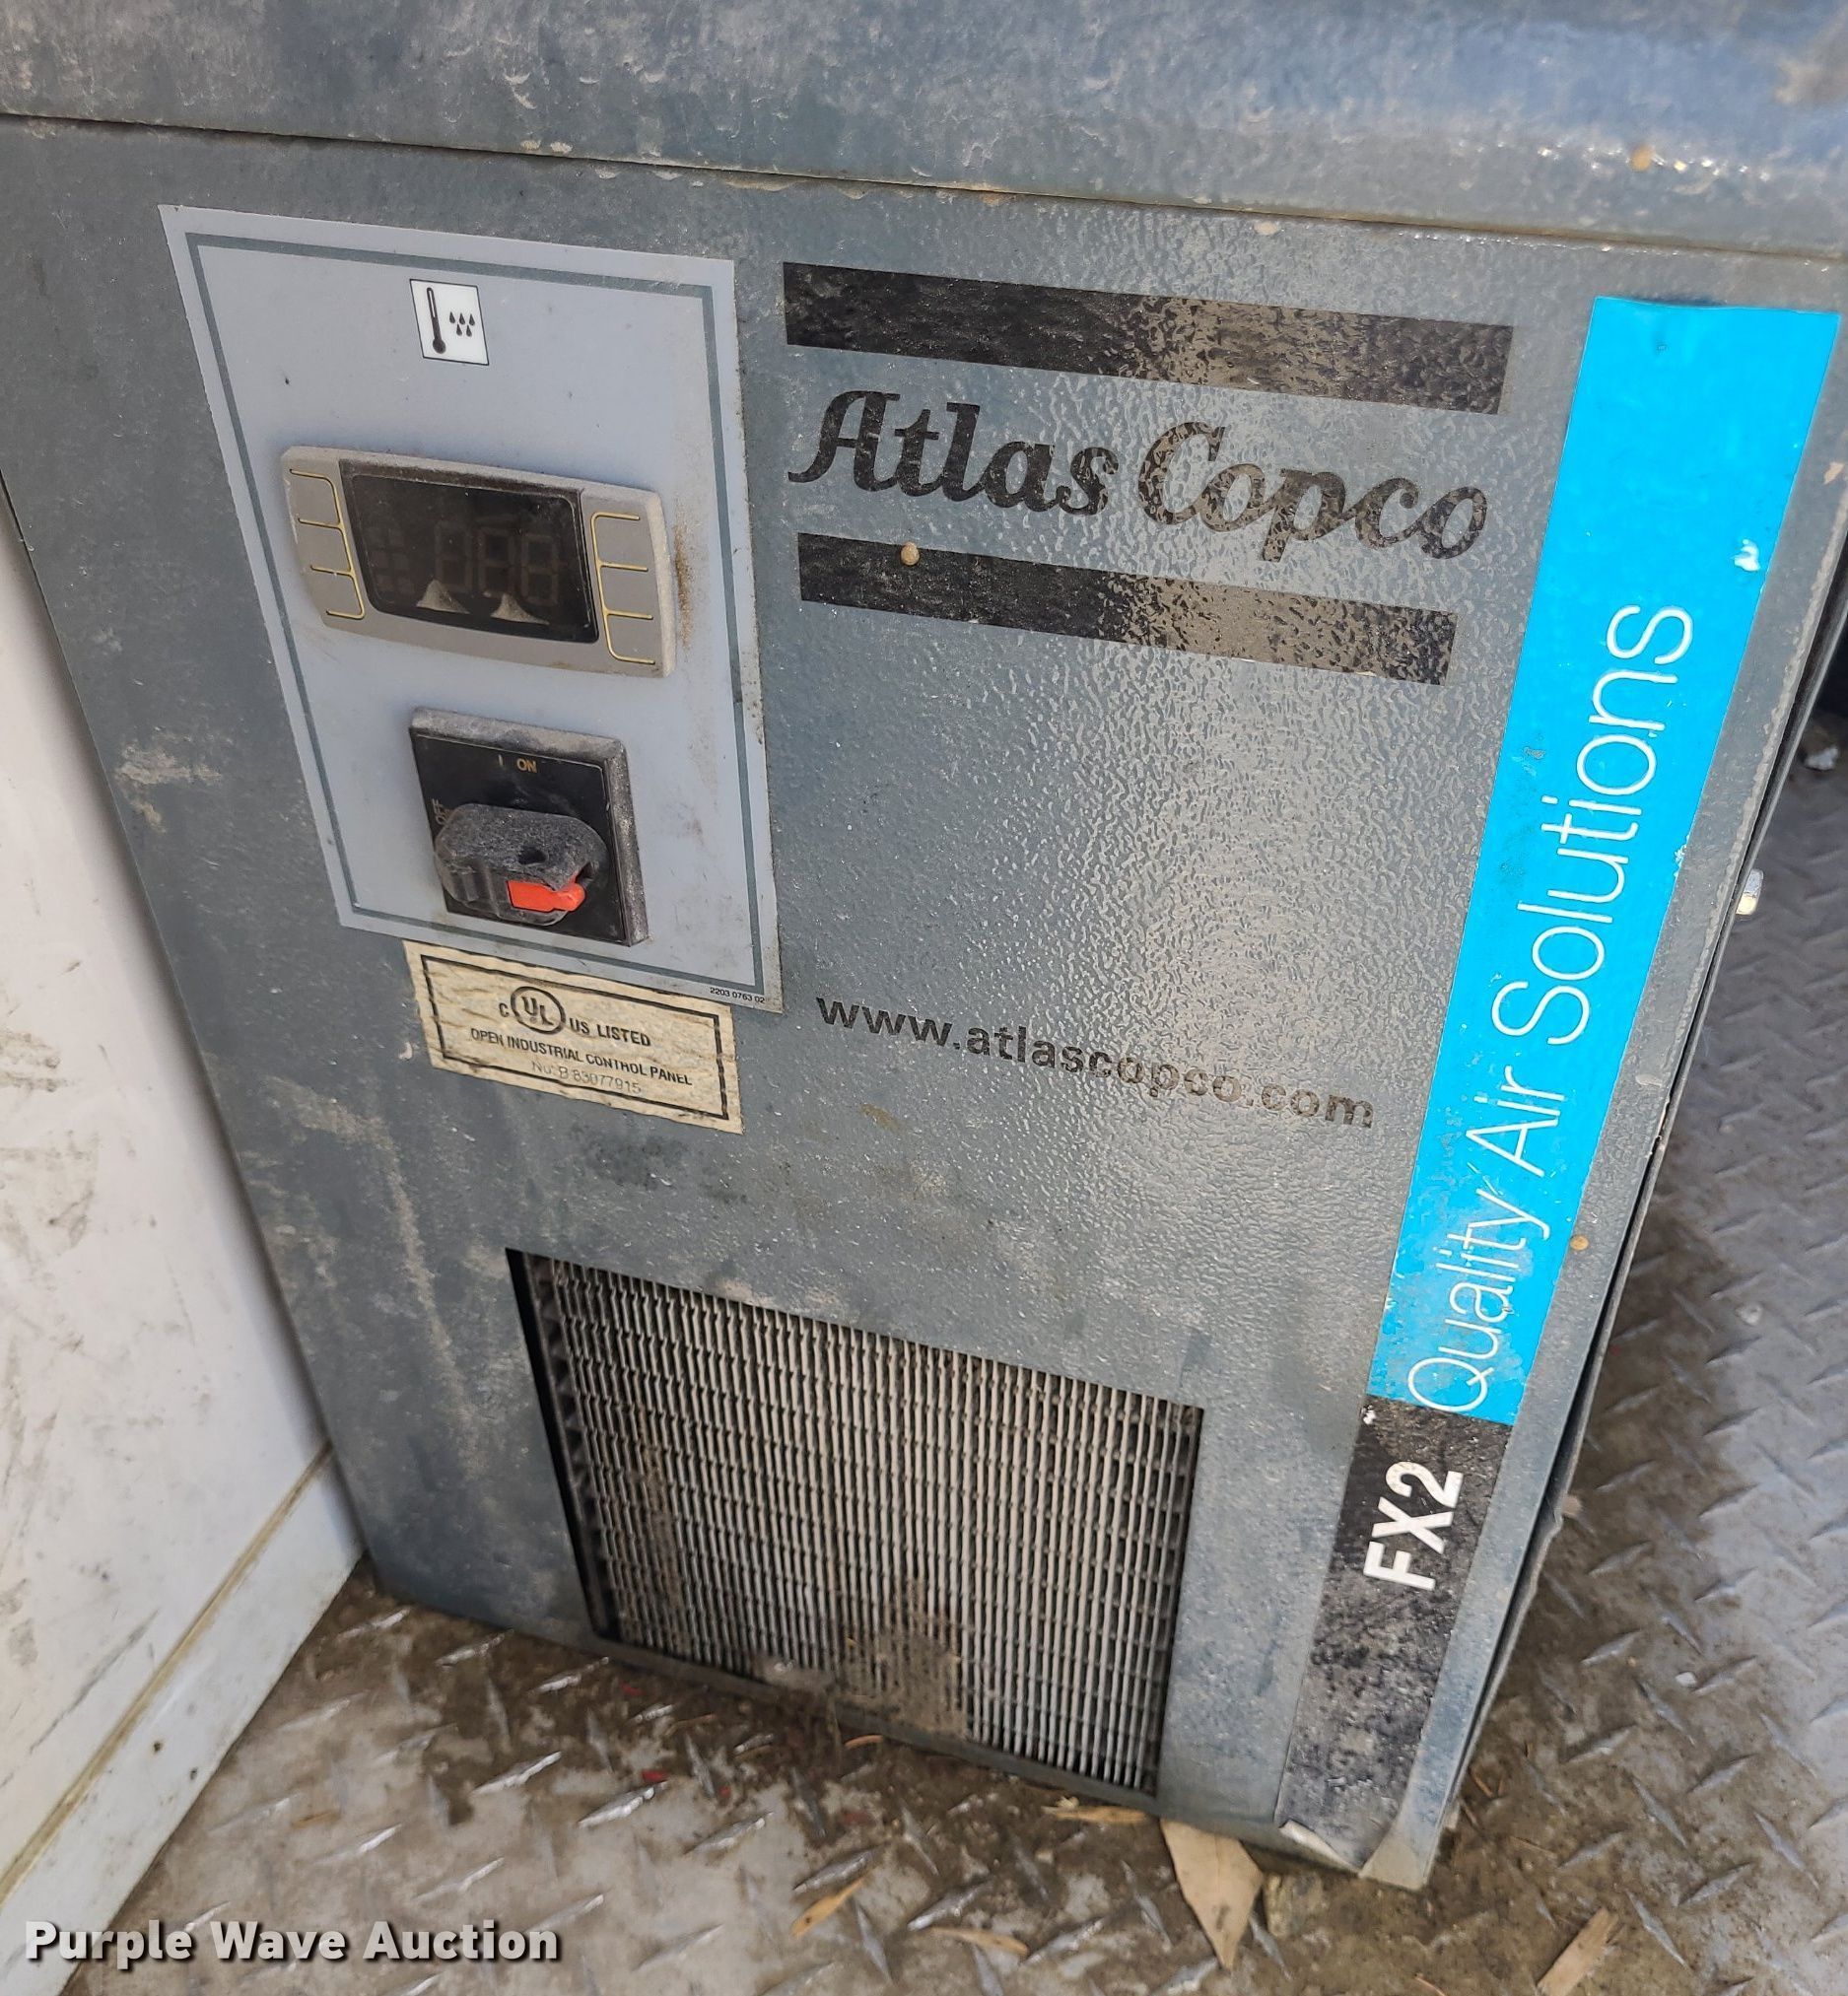 Atlas Copco
I ON
OFF
2203 0763 02
C UL US LISTED
OPEN INDUSTRIAL CONTROL PANEL
No. B 83077915
www.atlascopco.com
FX2 Quality Air Solutions
Purple Wave Auction